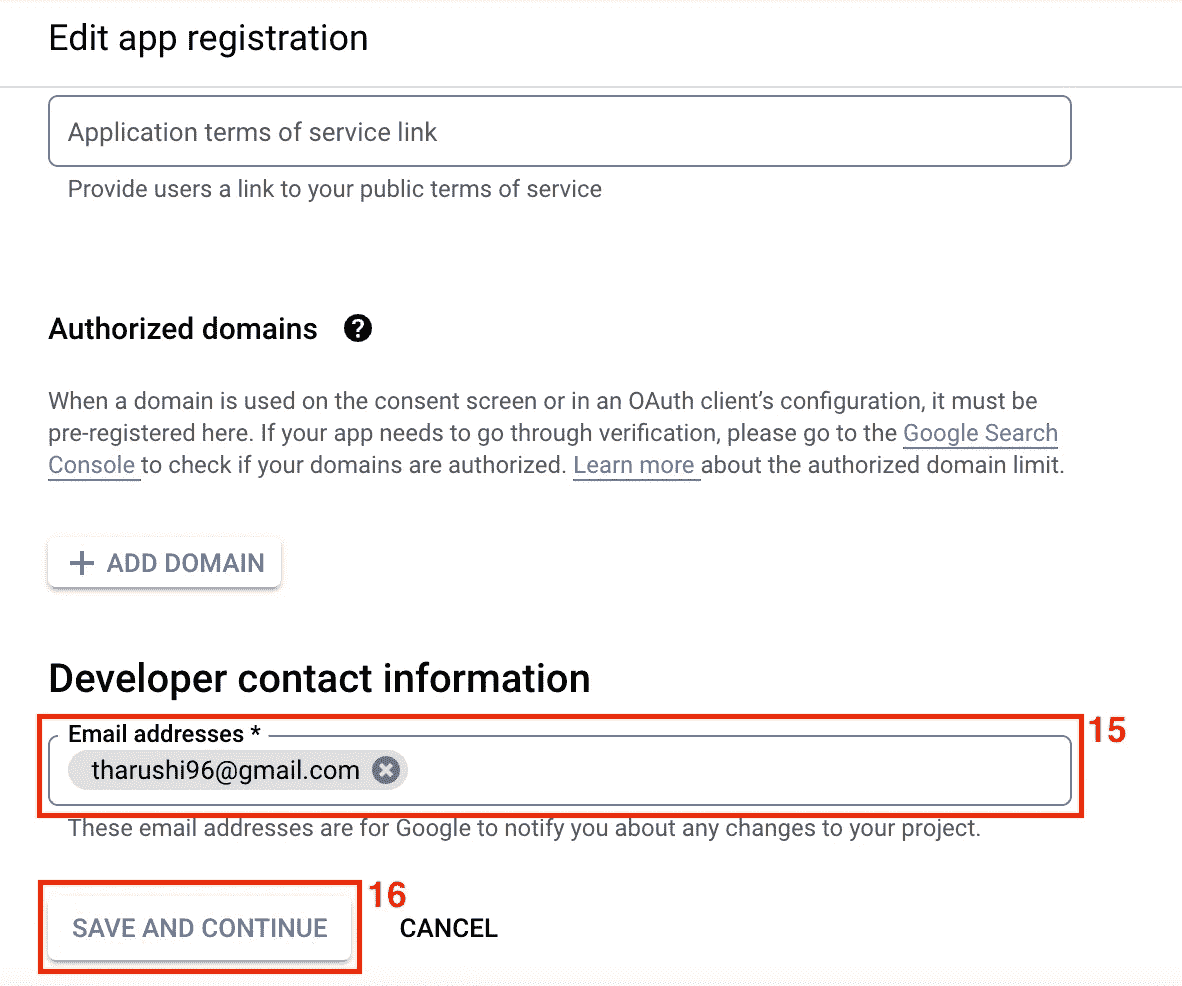 Edit app registration
Application terms of service link
Provide users a link to your public terms of service
Authorized domains ?
When a domain is used on the consent screen or in an OAuth client’s configuration, it must be
pre-registered here. If your app needs to go through verification, please go to the Google Search
Console to check if your domains are authorized. Learn more about the authorized domain limit.
+ ADD DOMAIN
Developer contact information
Email addresses *
15
tharushi96@gmail.com
These email addresses are for Google to notify you about any changes to your project.
16
SAVE AND CONTINUE CANCEL